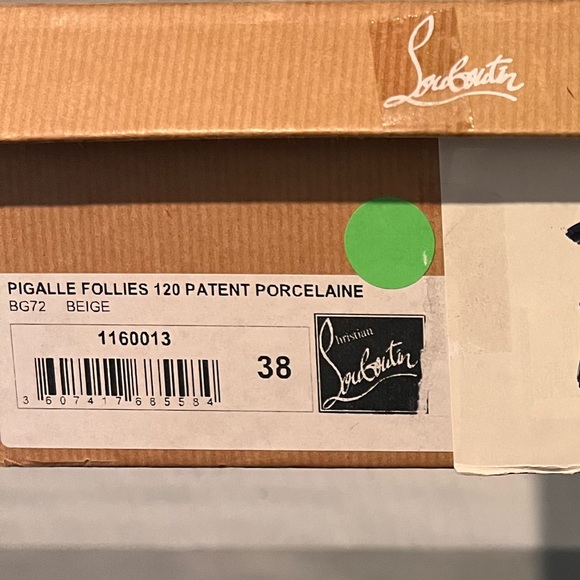 Louboutin
PIGALLE FOLLIES 120 PATENT PORCELAINE
BG72 BEIGE
1160013
38
3 607417 685584
Christian
Louboutin